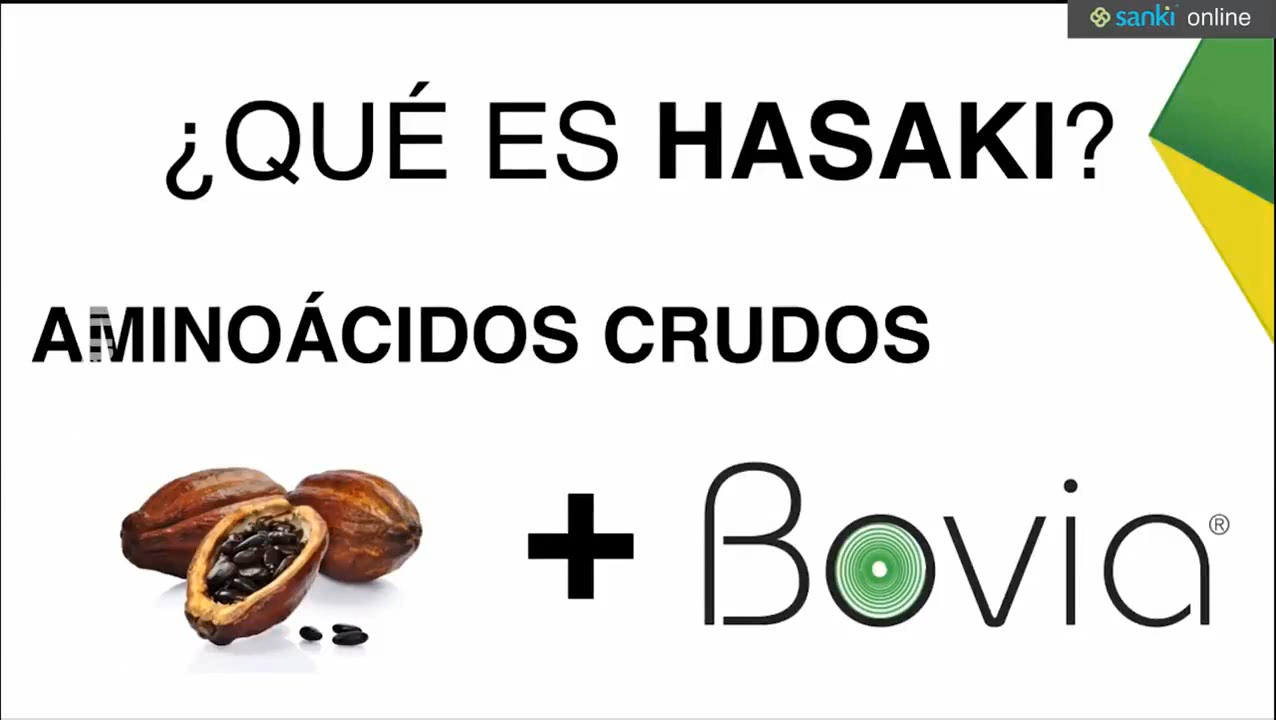 sanki online
¿QUÉ ES HASAKI?
AMINOÁCIDOS CRUDOS
+ Bovia®